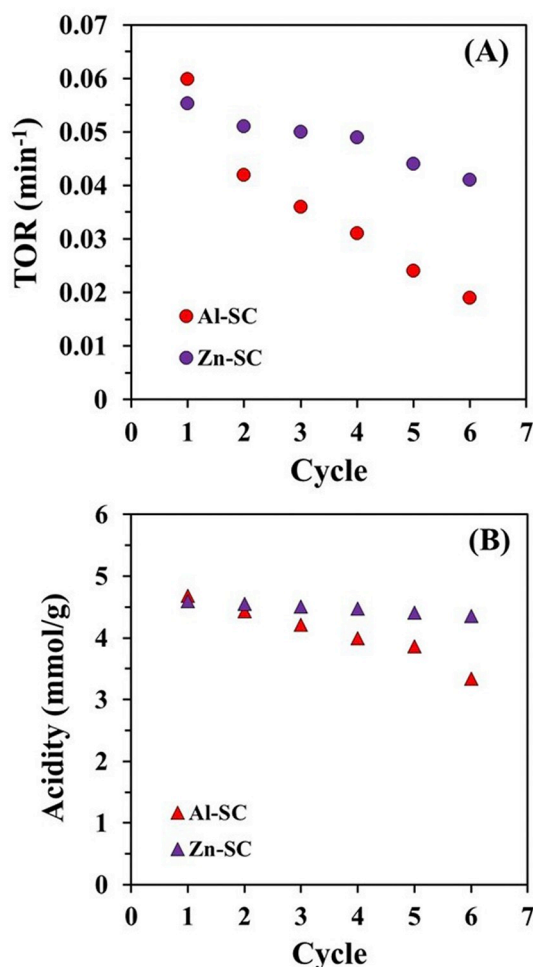 (A)
TOR (min⁻¹)
0.07
0.06
0.05
0.04
0.03
0.02
0.01
0
Al-SC
Zn-SC
0 1 2 3 4 5 6 7
Cycle
(B)
Acidity (mmol/g)
6
5
4
3
2
1
0
Al-SC
Zn-SC
0 1 2 3 4 5 6 7
Cycle